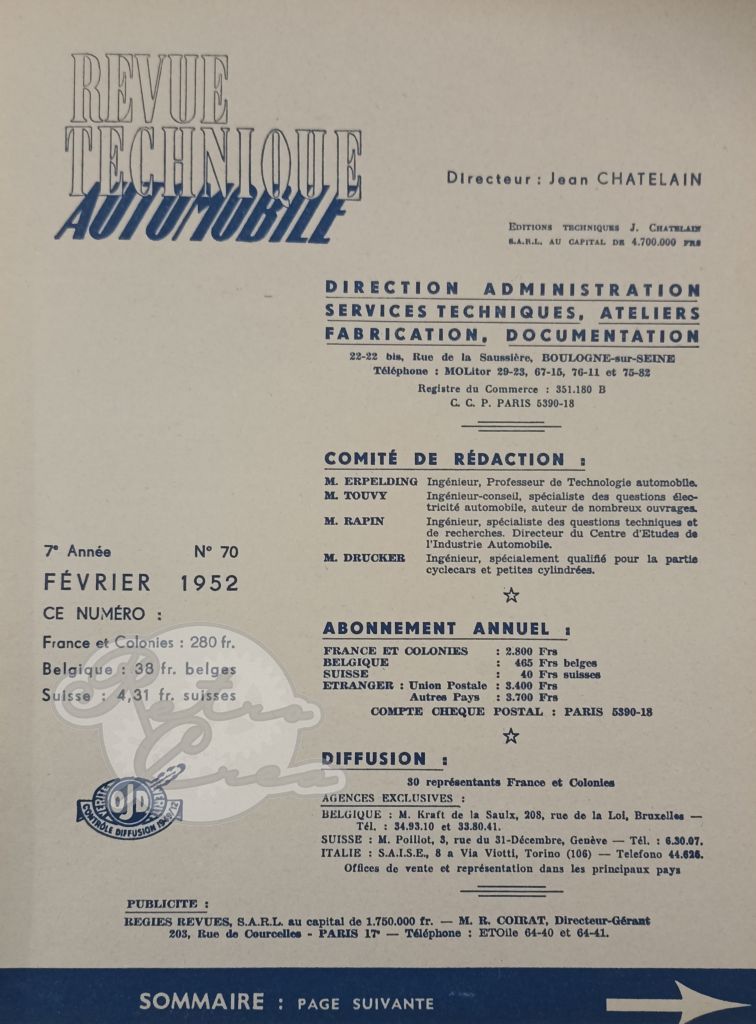 REVUE
TECHNIQUE
AUTOMOBILE
Directeur : Jean CHATELAIN
EDITIONS TECHNIQUES J. CHATELAIN
S.A.R.L. AU CAPITAL DE 4.700.000 FRS
DIRECTION ADMINISTRATION
SERVICES TECHNIQUES, ATELIERS
FABRICATION, DOCUMENTATION
22-22 bis, Rue de la Saussière, BOULOGNE-sur-SEINE
Téléphone : MOLitor 29-23, 67-15, 76-11 et 75-82
Registre du Commerce : 351.180 B
C. C. P. PARIS 5390-18
COMITÉ DE RÉDACTION :
M. ERPELDING Ingénieur, Professeur de Technologie automobile.
M. TOUVY Ingénieur-conseil, spécialiste des questions élec-
tricité automobile, auteur de nombreux ouvrages.
M. RAPIN Ingénieur, spécialiste des questions techniques et
de recherches. Directeur du Centre d'Etudes de
l'Industrie Automobile.
M. DRUCKER Ingénieur, spécialement qualifié pour la partie
cyclecars et petites cylindrées.
7e Année N° 70
FÉVRIER 1952
CE NUMÉRO :
France et Colonies : 280 fr.
Belgique : 38 fr. belges
Suisse : 4,31 fr. suisses
ABONNEMENT ANNUEL :
FRANCE ET COLONIES : 2.800 Frs
BELGIQUE : 465 Frs belges
SUISSE : 40 Frs suisses
ETRANGER : Union Postale : 3.400 Frs
Autres Pays : 3.700 Frs
COMPTE CHEQUE POSTAL : PARIS 5390-18
Retro
Crea
OJD
CONTRÔLE DIFFUSION 1949/12
DIFFUSION :
30 représentants France et Colonies
AGENCES EXCLUSIVES :
BELGIQUE : M. Kraft de la Saulx, 208, rue de la Loi, Bruxelles —
Tél. : 34.93.10 et 33.80.41.
SUISSE : M. Poillot, 3, rue du 31-Décembre, Genève — Tél. : 6.30.07.
ITALIE : S.A.I.S.E., 8 a Via Viotti, Torino (106) — Telefono 44.626.
Offices de vente et représentation dans les principaux pays
PUBLICITE :
REGIES REVUES, S.A.R.L. au capital de 1.750.000 fr. — M. R. COIRAT, Directeur-Gérant
203, Rue de Courcelles - PARIS 17e — Téléphone : ETOile 64-40 et 64-41.
SOMMAIRE : PAGE SUIVANTE